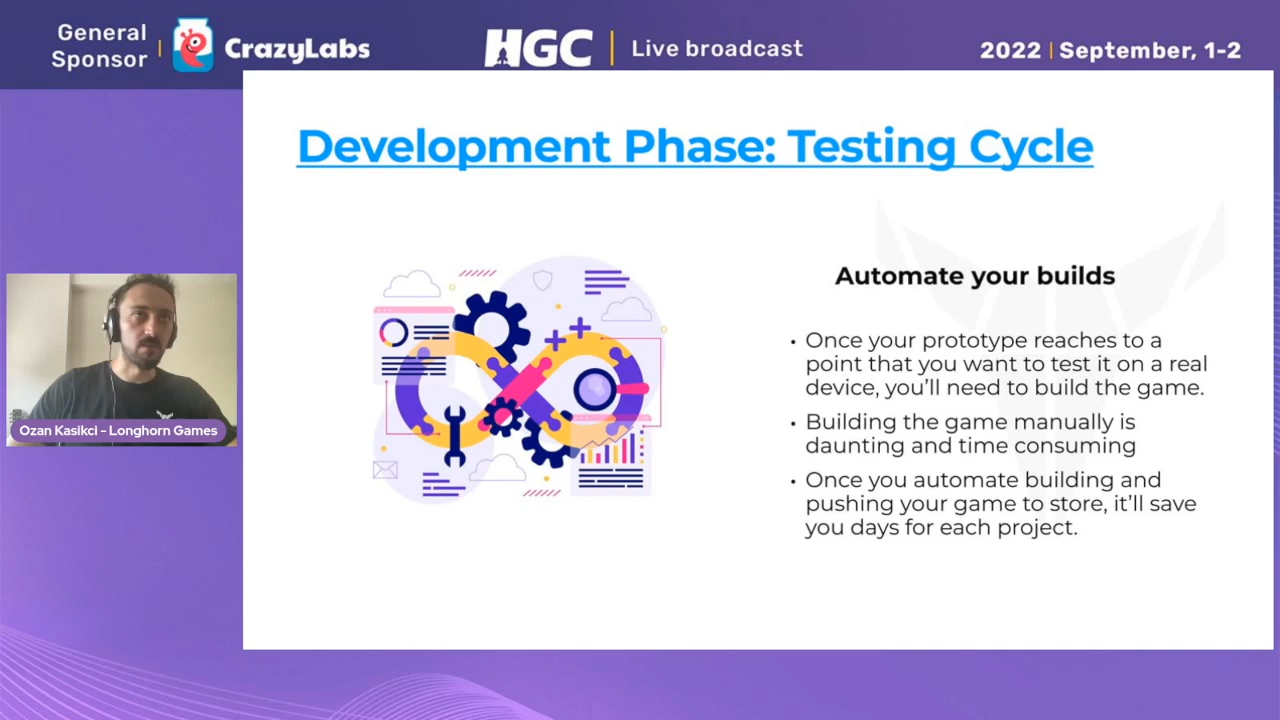 General
Sponsor
CrazyLabs
HGC
Live broadcast
2022 | September, 1-2
Development Phase: Testing Cycle
Automate your builds
• Once your prototype reaches to a
point that you want to test it on a real
device, you’ll need to build the game.
• Building the game manually is
daunting and time consuming
• Once you automate building and
pushing your game to store, it’ll save
you days for each project.
Ozan Kasikci – Longhorn Games